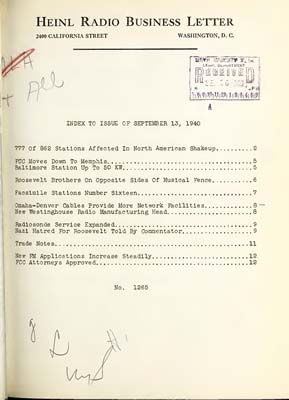 HEINL RADIO BUSINESS LETTER
2400 CALIFORNIA STREET WASHINGTON, D. C.
RECEIVED
A
INDEX TO ISSUE OF SEPTEMBER 13, 1940
777 Of 862 Stations Affected In North American Shakeup..........2
FCC Moves Down To Memphis..........5
Baltimore Station Up To 50 KW..........5
Roosevelt Brothers On Opposite Sides Of Musical Fence..........6
Facsimile Stations Number Sixteen..........7
Omaha-Denver Cables Provide More Network Facilities..........8
New Westinghouse Radio Manufacturing Head..........8
Radiosonde Service Expanded..........9
Nazi Hatred For Roosevelt Told By Commentator..........9
Trade Notes..........11
New FM Applications Increase Steadily..........12
FCC Attorneys Approved..........12
No. 1265